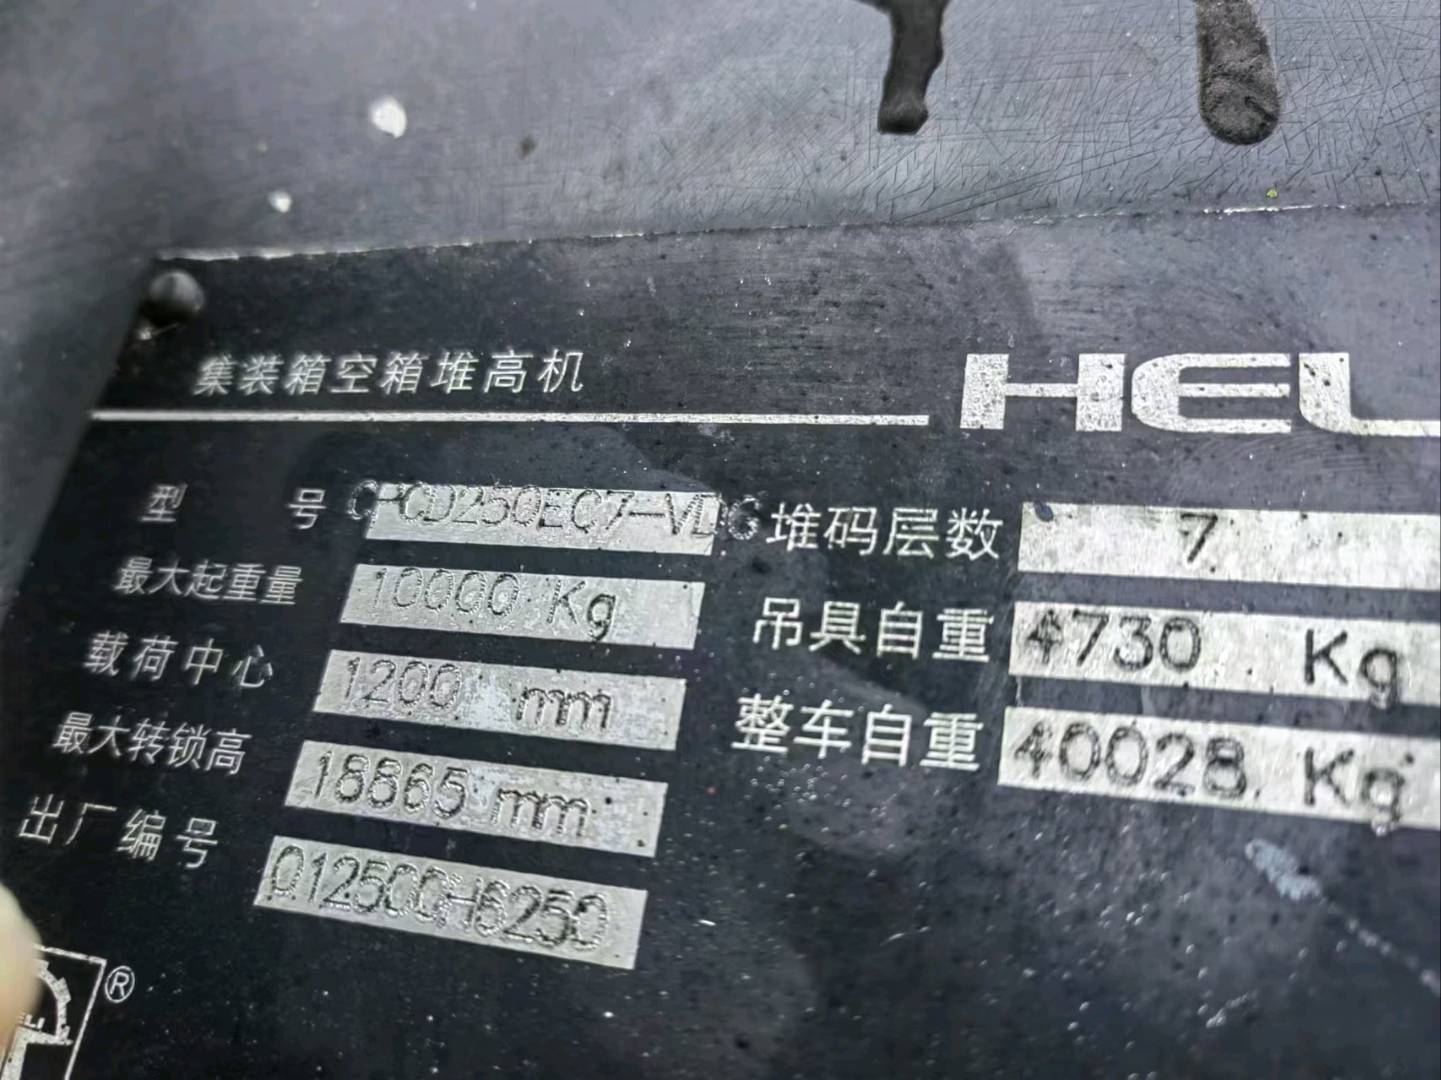 集装箱空箱堆高机
HEL
型 号 CPCD250EC7-VDG
堆码层数 7
最大起重量 10000 Kg
吊具自重 4730 Kg
载荷中心 1200 mm
整车自重 40028 Kg
最大转锁高 18865 mm
出厂编号
®